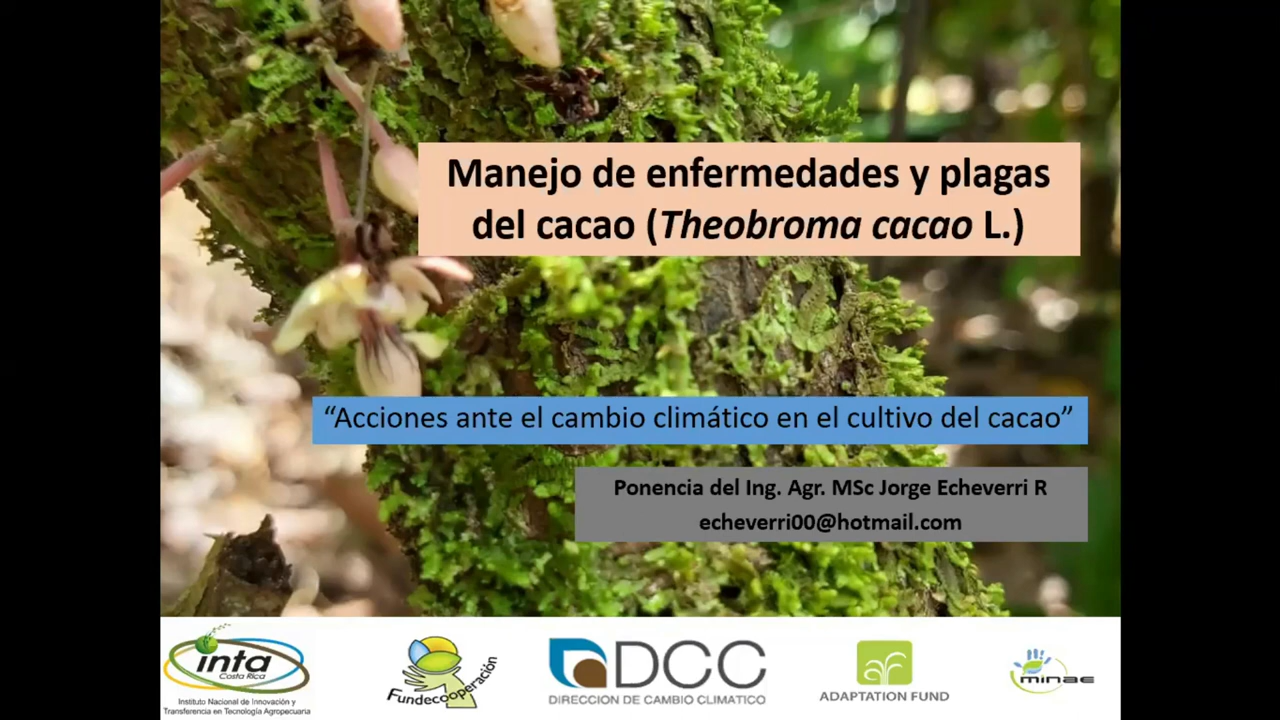 Manejo de enfermedades y plagas
del cacao (Theobroma cacao L.)
“Acciones ante el cambio climático en el cultivo del cacao”
Ponencia del Ing. Agr. MSc Jorge Echeverri R
echeverri00@hotmail.com
inta
Costa Rica
Instituto Nacional de Innovación y
Transferencia en Tecnología Agropecuaria
Fundecooperación
DCC
DIRECCION DE CAMBIO CLIMATICO
ADAPTATION FUND
minae